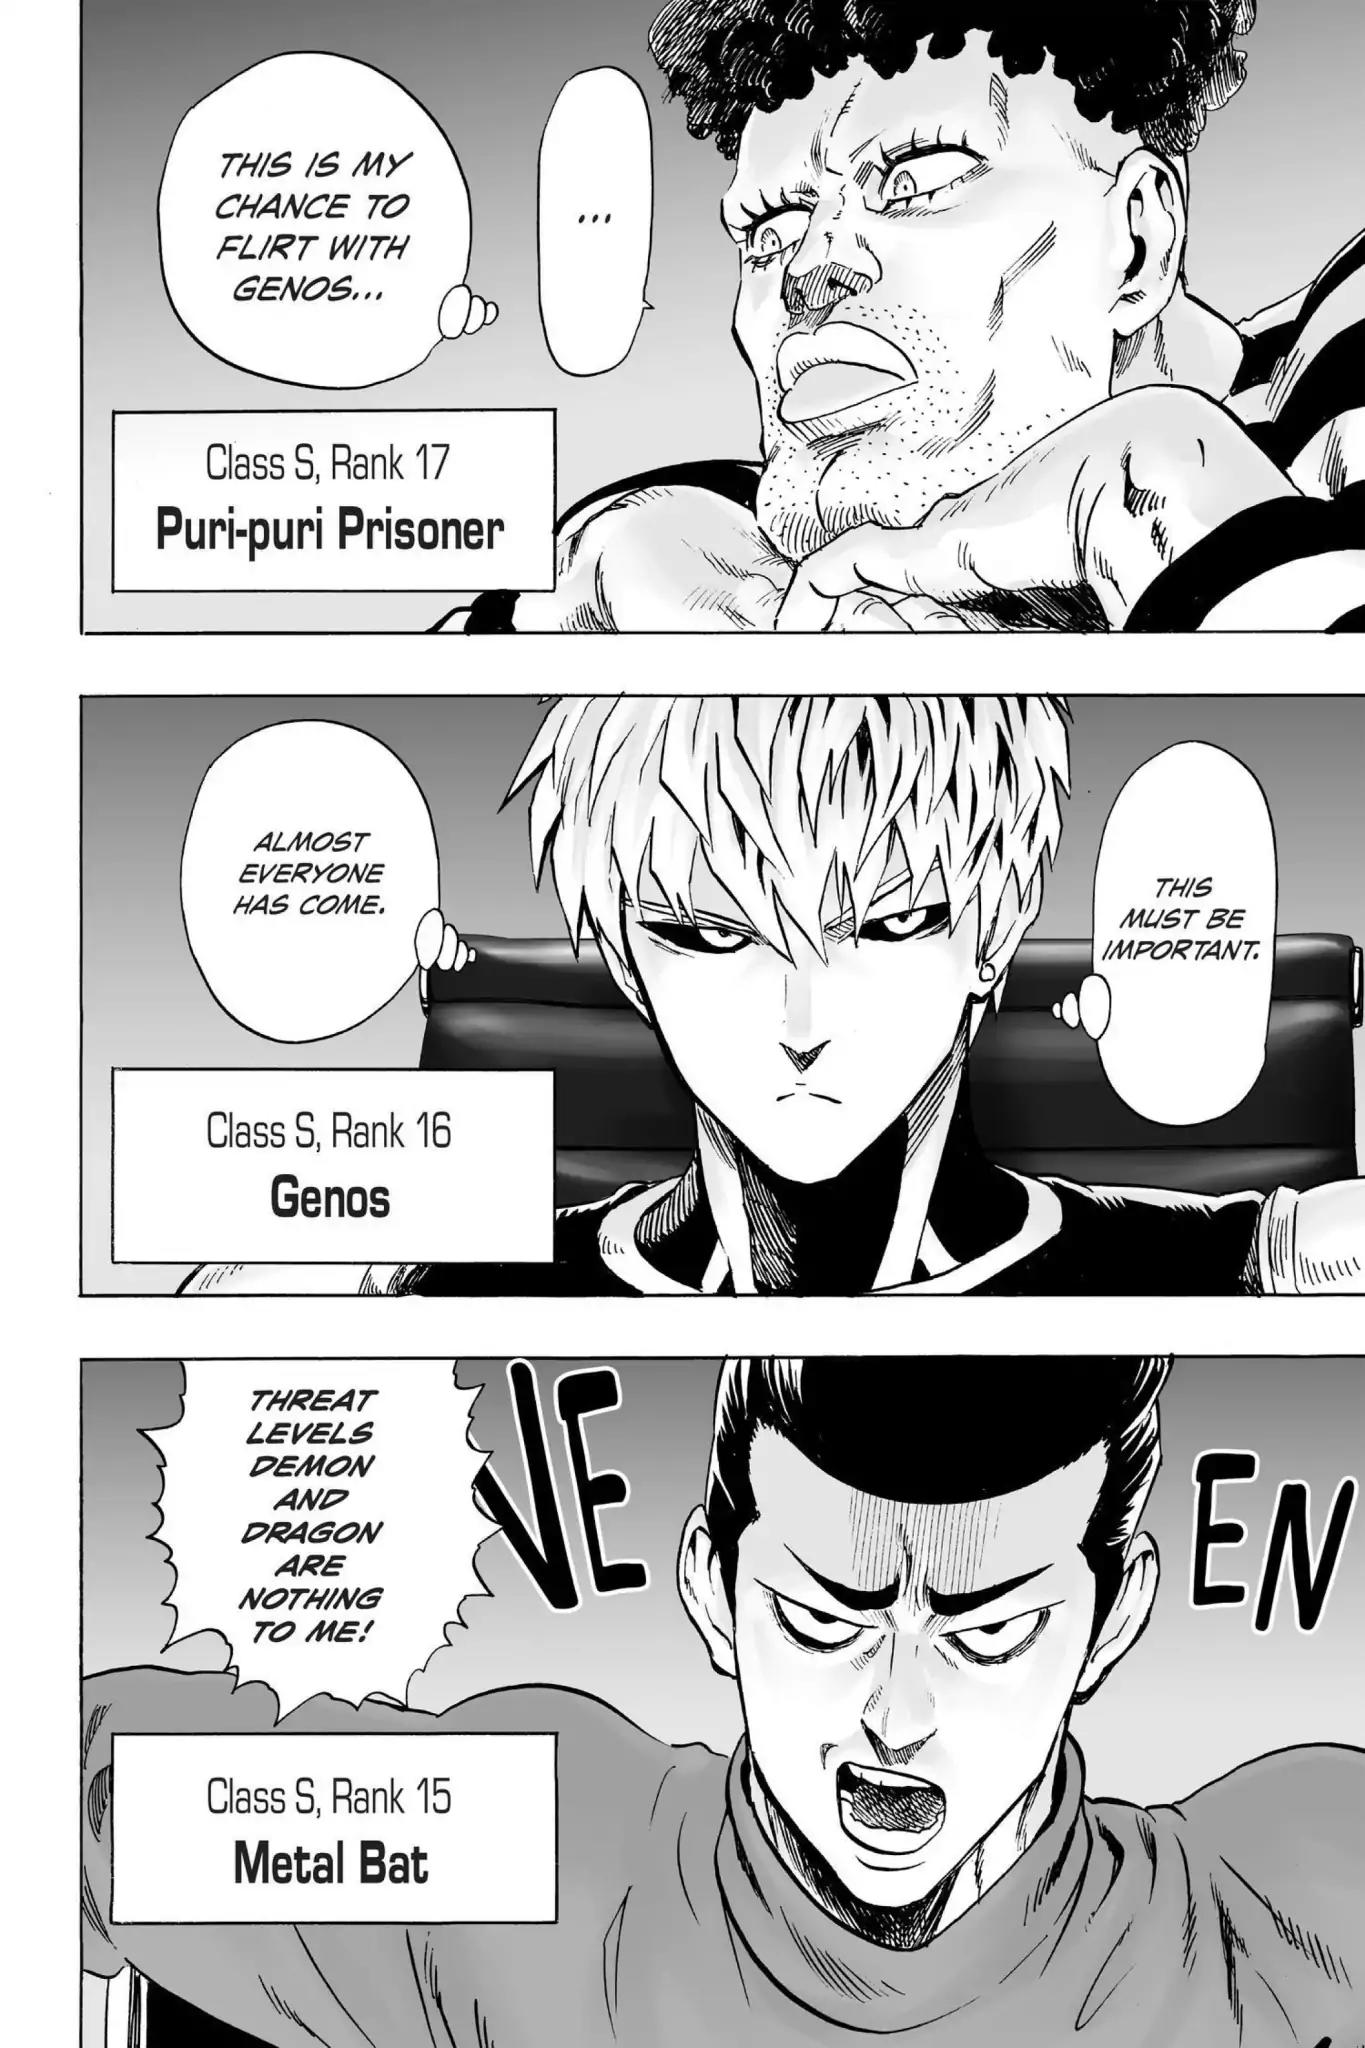 ...
THIS IS MY
CHANCE TO
FLIRT WITH
GENOS...
Class S, Rank 17
Puri-puri Prisoner
THIS
MUST BE
IMPORTANT.
ALMOST
EVERYONE
HAS COME.
Class S, Rank 16
Genos
EN
VE
THREAT
LEVELS
DEMON
AND
DRAGON
ARE
NOTHING
TO ME!
Class S, Rank 15
Metal Bat